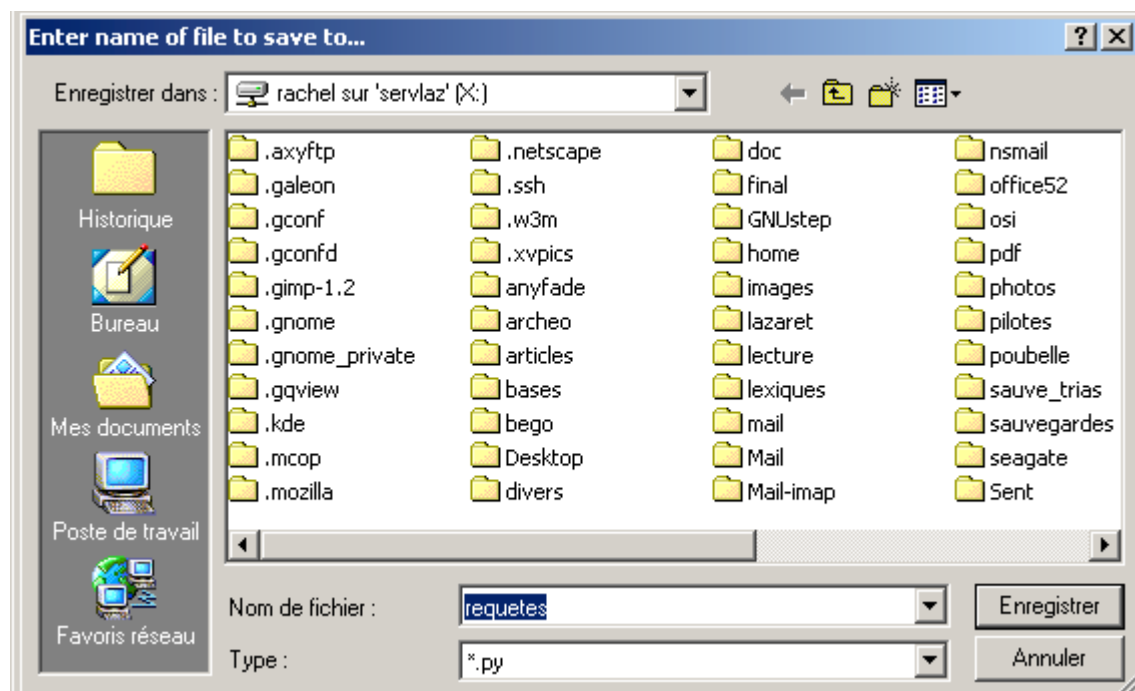 Enter name of file to save to...
Enregistrer dans : rachel sur 'servlaz' (X:)
Historique
Bureau
Mes documents
Poste de travail
Favoris réseau
.axyftp .netscape doc nsmail
.galeon .ssh final office52
.gconf .w3m GNUstep osi
.gconfd .xvpics home pdf
.gimp-1.2 anyfade images photos
.gnome archeo lazaret pilotes
.gnome_private articles lecture poubelle
.gqview bases lexiques sauve_trias
.kde bego mail sauvegardes
.mcop Desktop Mail seagate
.mozilla divers Mail-imap Sent
Nom de fichier : requetes Enregistrer
Type : *.py Annuler